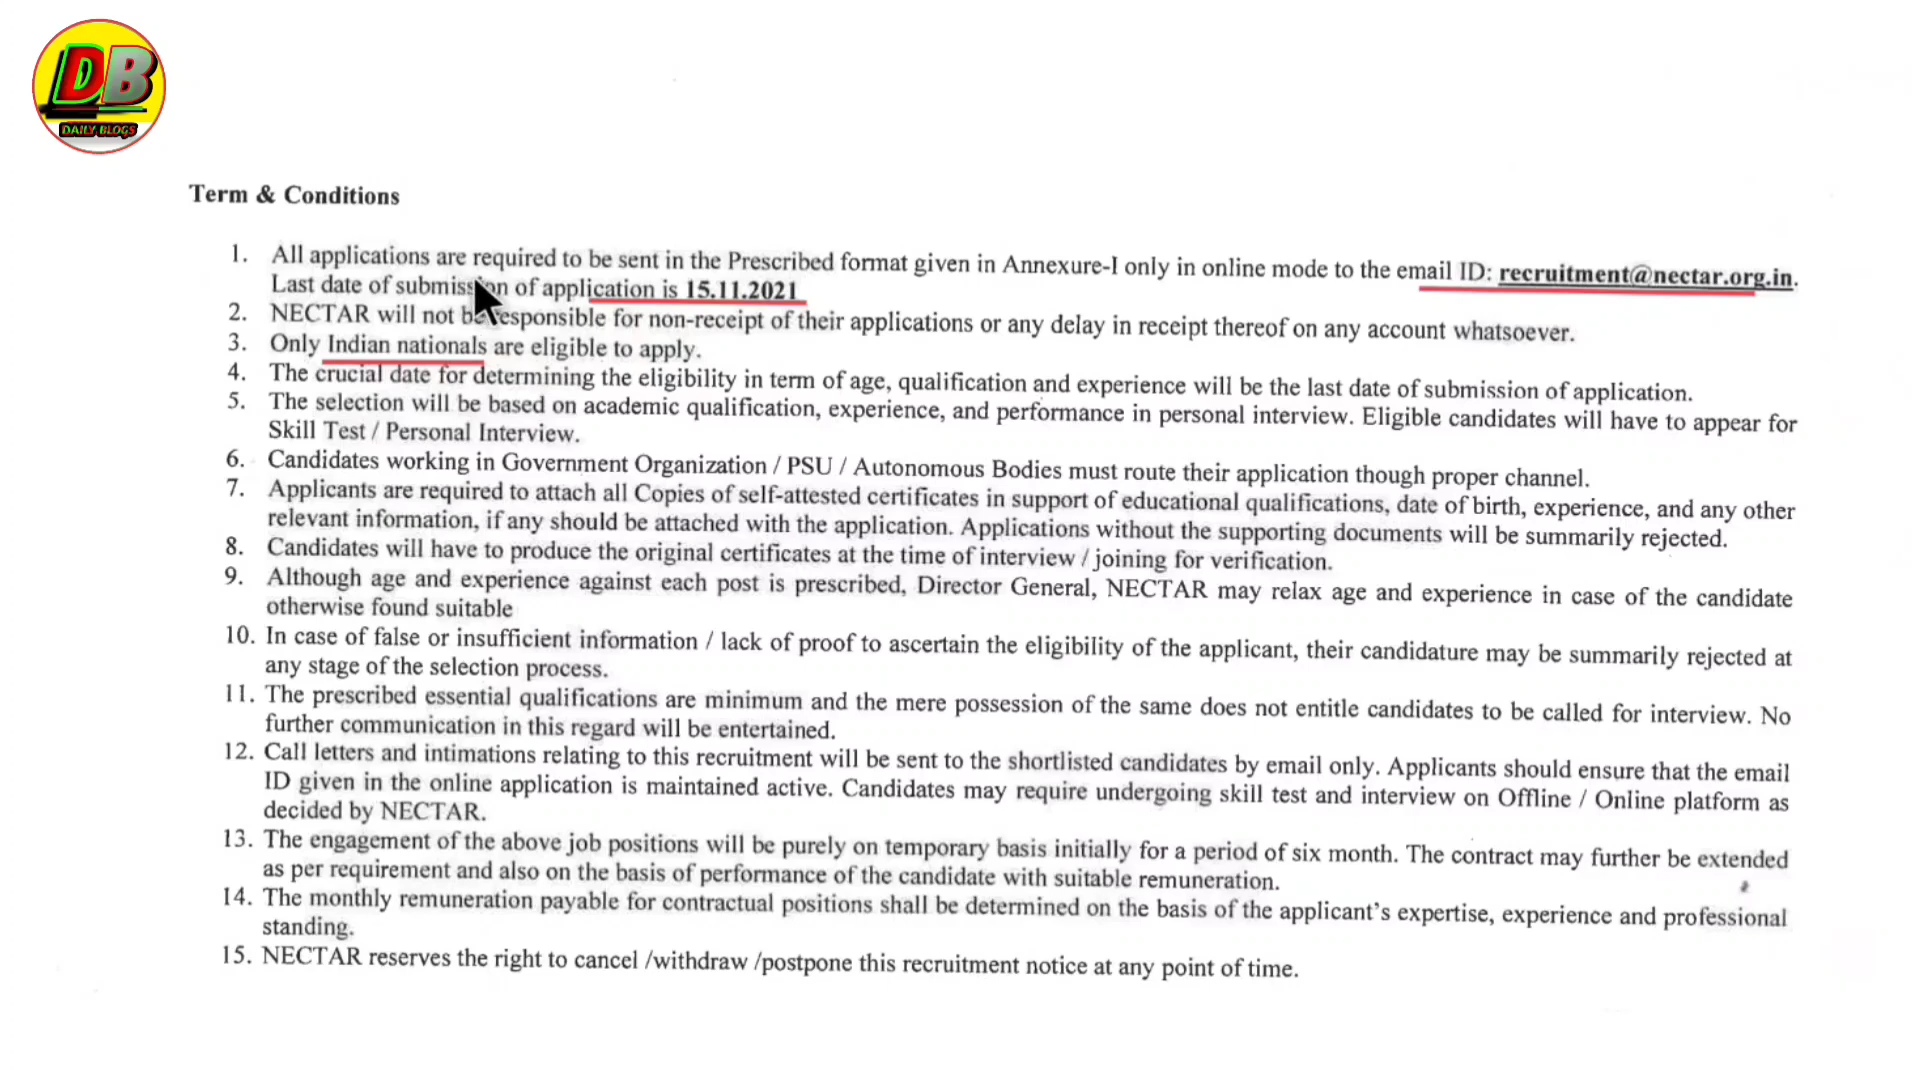 DB
DAILY BLOGS
Term & Conditions
1. All applications are required to be sent in the Prescribed format given in Annexure-I only in online mode to the email ID: recruitment@nectar.org.in.
Last date of submission of application is 15.11.2021
2. NECTAR will not be responsible for non-receipt of their applications or any delay in receipt thereof on any account whatsoever.
3. Only Indian nationals are eligible to apply.
4. The crucial date for determining the eligibility in term of age, qualification and experience will be the last date of submission of application.
5. The selection will be based on academic qualification, experience, and performance in personal interview. Eligible candidates will have to appear for
Skill Test / Personal Interview.
6. Candidates working in Government Organization / PSU / Autonomous Bodies must route their application though proper channel.
7. Applicants are required to attach all Copies of self-attested certificates in support of educational qualifications, date of birth, experience, and any other
relevant information, if any should be attached with the application. Applications without the supporting documents will be summarily rejected.
8. Candidates will have to produce the original certificates at the time of interview / joining for verification.
9. Although age and experience against each post is prescribed, Director General, NECTAR may relax age and experience in case of the candidate
otherwise found suitable
10. In case of false or insufficient information / lack of proof to ascertain the eligibility of the applicant, their candidature may be summarily rejected at
any stage of the selection process.
11. The prescribed essential qualifications are minimum and the mere possession of the same does not entitle candidates to be called for interview. No
further communication in this regard will be entertained.
12. Call letters and intimations relating to this recruitment will be sent to the shortlisted candidates by email only. Applicants should ensure that the email
ID given in the online application is maintained active. Candidates may require undergoing skill test and interview on Offline / Online platform as
decided by NECTAR.
13. The engagement of the above job positions will be purely on temporary basis initially for a period of six month. The contract may further be extended
as per requirement and also on the basis of performance of the candidate with suitable remuneration.
14. The monthly remuneration payable for contractual positions shall be determined on the basis of the applicant's expertise, experience and professional
standing.
15. NECTAR reserves the right to cancel /withdraw /postpone this recruitment notice at any point of time.